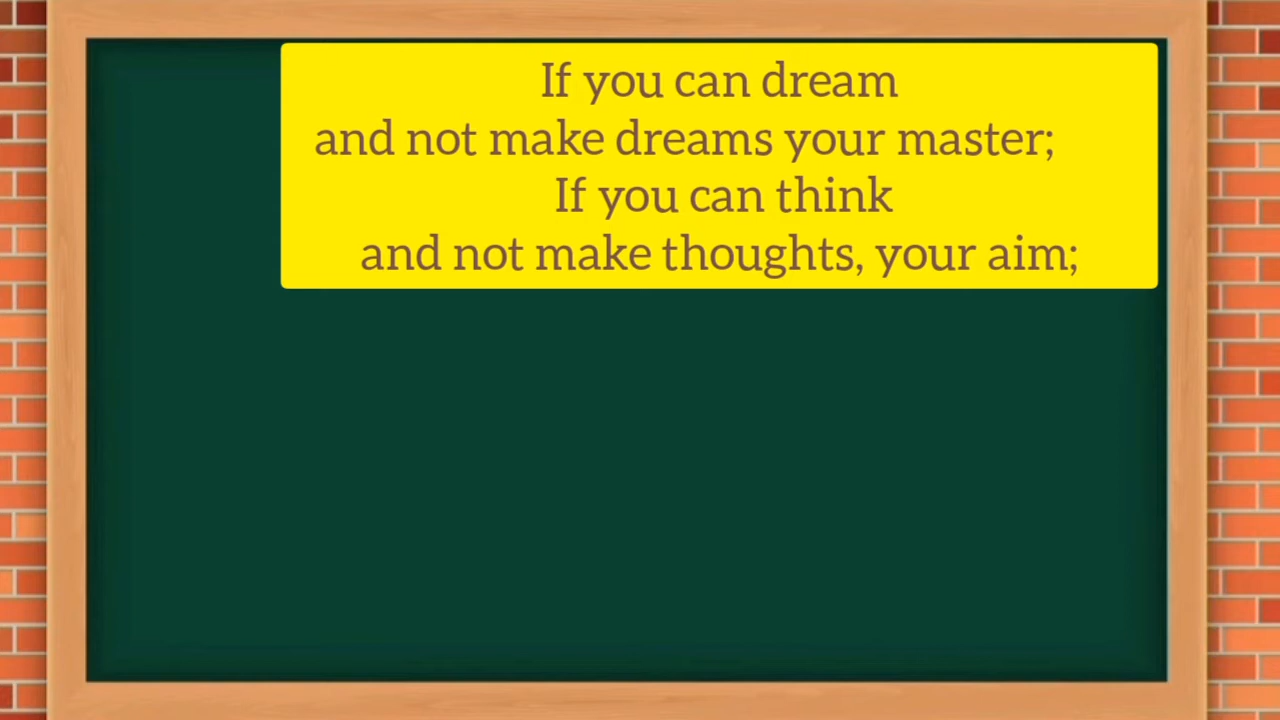 If you can dream
and not make dreams your master;
If you can think
and not make thoughts, your aim;